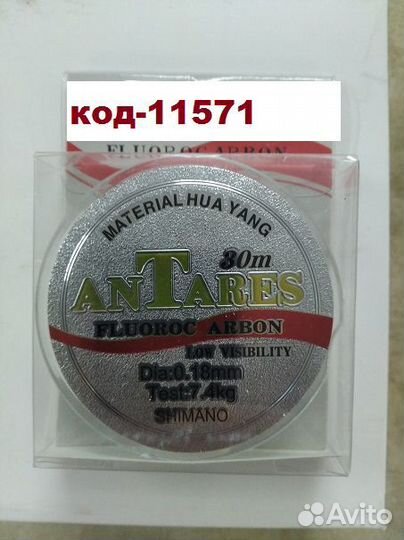 код-11571
FLUOROC ARBON
MATERIAL HUA YANG
30m
ANTARES
FLUOROC ARBON
LOW VISIBILITY
Dia:0.18mm
Test:7.4kg
SHIMANO
Avito